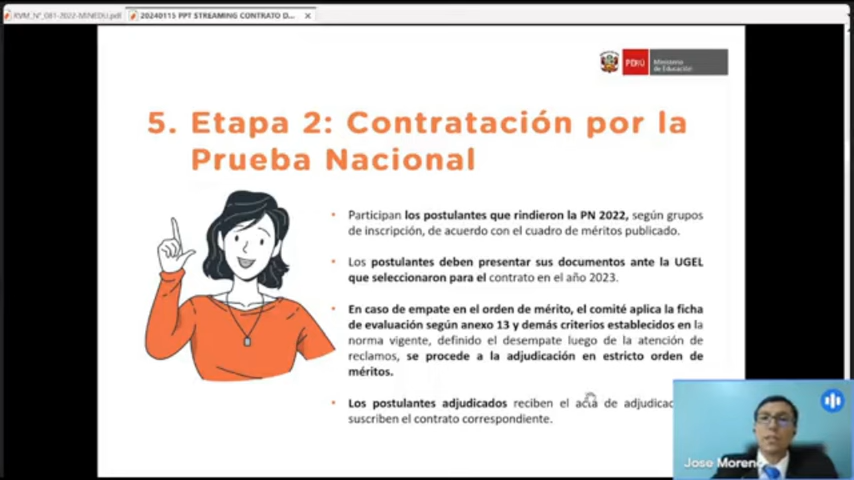 RVM_N°_081-2022-MINEDU.pdf
20240115 PPT STREAMING CONTRATO D...
PERÚ
Ministerio
de Educación
5. Etapa 2: Contratación por la
Prueba Nacional
• Participan los postulantes que rindieron la PN 2022, según grupos
de inscripción, de acuerdo con el cuadro de méritos publicado.
• Los postulantes deben presentar sus documentos ante la UGEL
que seleccionaron para el contrato en el año 2023.
• En caso de empate en el orden de mérito, el comité aplica la ficha
de evaluación según anexo 13 y demás criterios establecidos en la
norma vigente, definido el desempate luego de la atención de
reclamos, se procede a la adjudicación en estricto orden de
méritos.
• Los postulantes adjudicados reciben el acta de adjudicac
suscriben el contrato correspondiente.
Jose Moreno